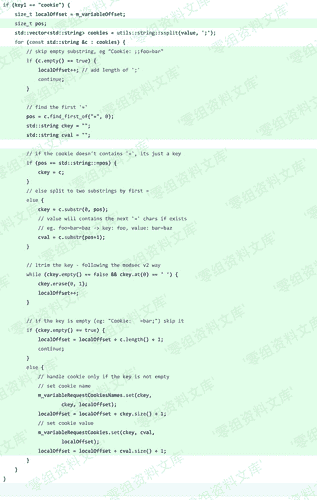 if (key1 == "cookie") {
size_t localOffset = m_variableOffset;
size_t pos;
std::vector<std::string> cookies = utils::string::ssplit(value, ';');
for (const std::string &c : cookies) {
// skip empty substring, eg "Cookie: ;;foo=bar"
if (c.empty() == true) {
localOffset++; // add length of ';'
continue;
}
// find the first '='
pos = c.find_first_of("=", 0);
std::string ckey = "";
std::string cval = "";
// if the cookie doesn't contains '=', its just a key
if (pos == std::string::npos) {
ckey = c;
}
// else split to two substrings by first =
else {
ckey = c.substr(0, pos);
// value will contains the next '=' chars if exists
// eg. foo=bar=baz -> key: foo, value: bar=baz
cval = c.substr(pos+1);
}
// ltrim the key - following the modsec v2 way
while (ckey.empty() == false && ckey.at(0) == ' ') {
ckey.erase(0, 1);
localOffset++;
}
// if the key is empty (eg: "Cookie: =bar;") skip it
if (ckey.empty() == true) {
localOffset = localOffset + c.length() + 1;
continue;
}
else {
// handle cookie only if the key is not empty
// set cookie name
m_variableRequestCookiesNames.set(ckey,
ckey, localOffset);
localOffset = localOffset + ckey.size() + 1;
// set cookie value
m_variableRequestCookies.set(ckey, cval,
localOffset);
localOffset = localOffset + cval.size() + 1;
}
}
}